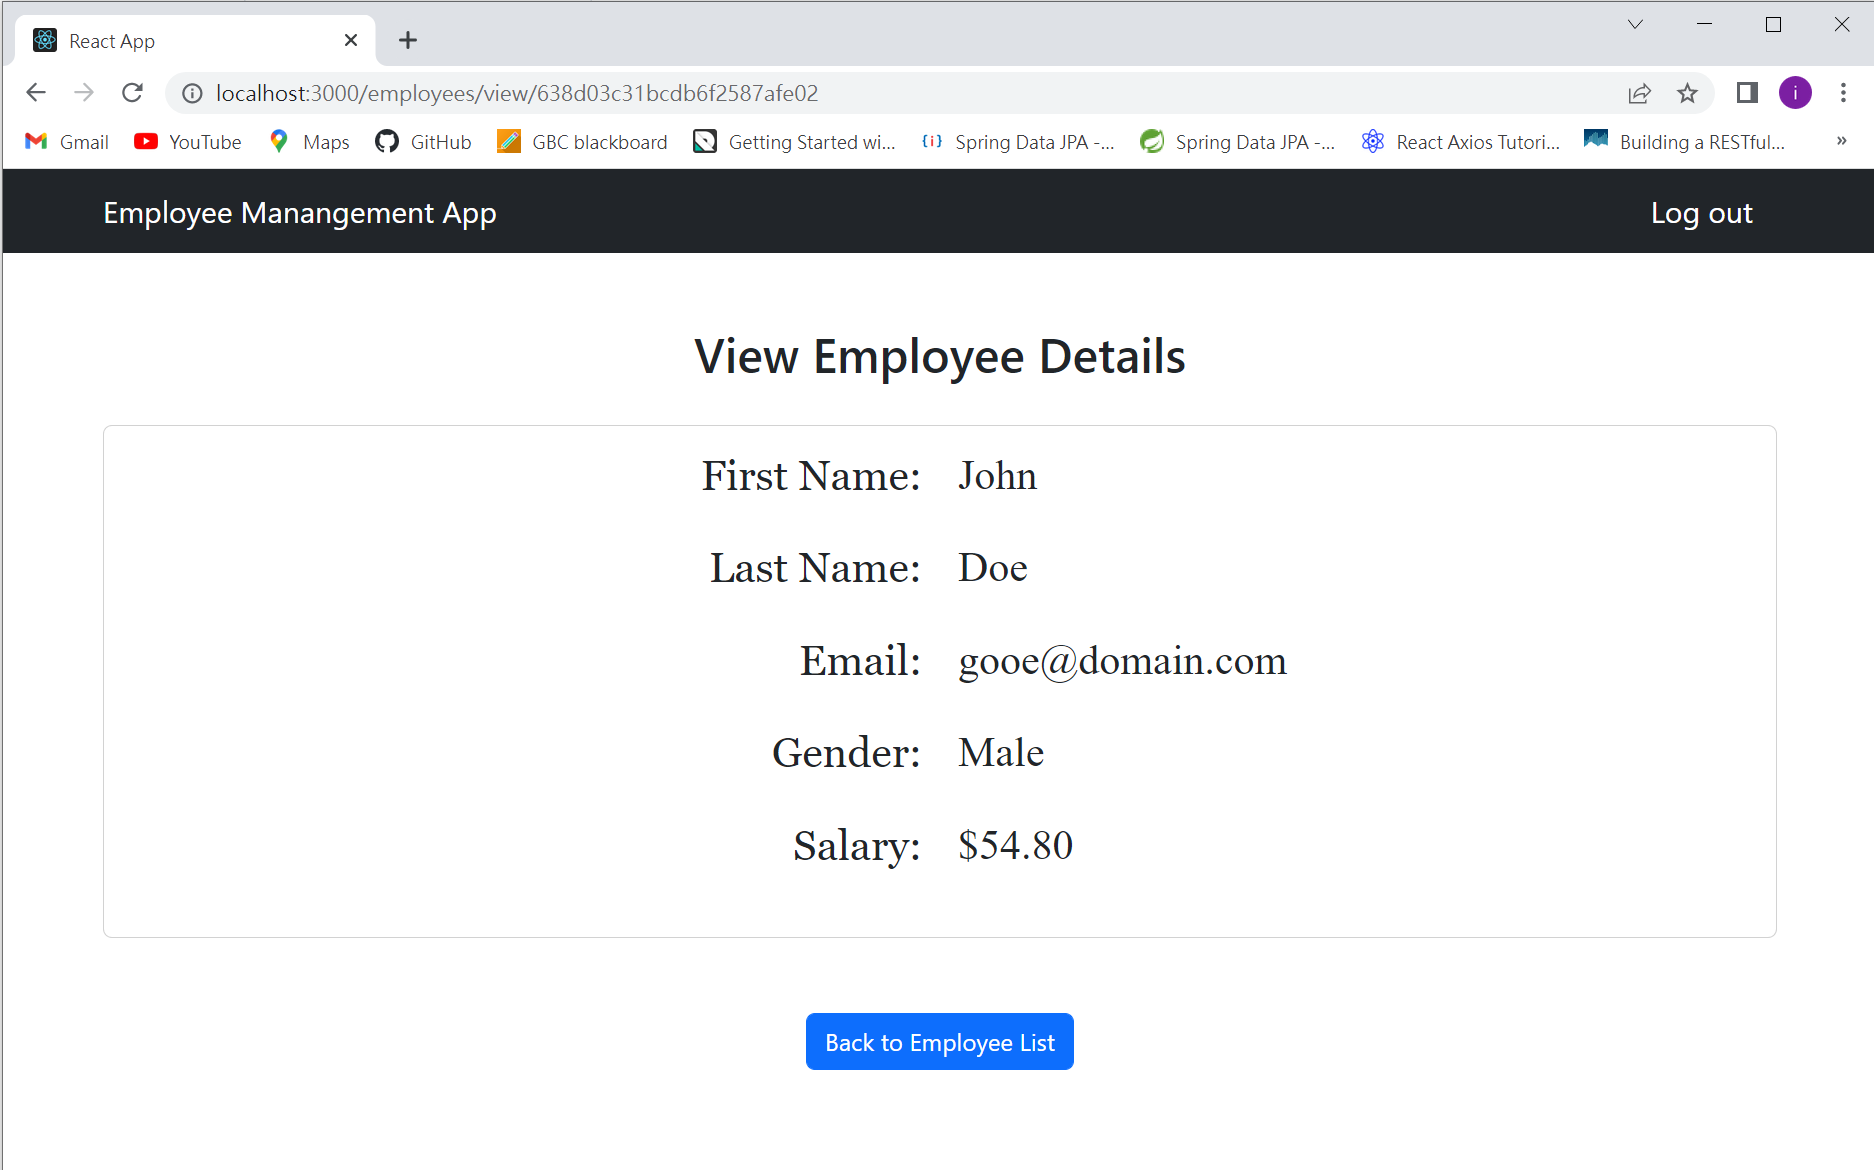 React App
localhost:3000/employees/view/638d03c31bcdb6f2587afe02
i
Gmail YouTube Maps GitHub GBC blackboard Getting Started wi... Spring Data JPA -... Spring Data JPA -... React Axios Tutori... Building a RESTful... »
Employee Manangement App Log out
View Employee Details
First Name: John
Last Name: Doe
Email: gooe@domain.com
Gender: Male
Salary: $54.80
Back to Employee List